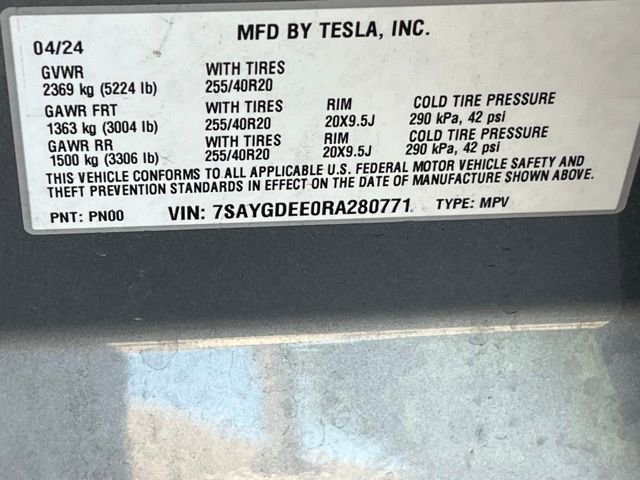 MFD BY TESLA, INC.
04/24
GVWR WITH TIRES
2369 kg (5224 lb) 255/40R20
GAWR FRT WITH TIRES RIM COLD TIRE PRESSURE
1363 kg (3004 lb) 255/40R20 20X9.5J 290 kPa, 42 psi
GAWR RR WITH TIRES RIM COLD TIRE PRESSURE
1500 kg (3306 lb) 255/40R20 20X9.5J 290 kPa, 42 psi
THIS VEHICLE CONFORMS TO ALL APPLICABLE U.S. FEDERAL MOTOR VEHICLE SAFETY AND
THEFT PREVENTION STANDARDS IN EFFECT ON THE DATE OF MANUFACTURE SHOWN ABOVE.
PNT: PN00 VIN: 7SAYGDEE0RA280771 TYPE: MPV